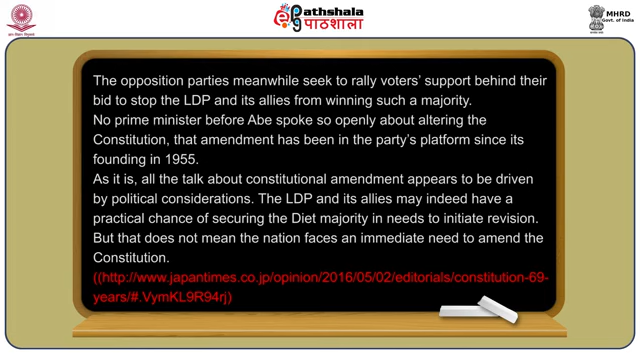 ePathshala
पाठशाला
MHRD
Govt. of India
The opposition parties meanwhile seek to rally voters' support behind their
bid to stop the LDP and its allies from winning such a majority.
No prime minister before Abe spoke so openly about altering the
Constitution, that amendment has been in the party's platform since its
founding in 1955.
As it is, all the talk about constitutional amendment appears to be driven
by political considerations. The LDP and its allies may indeed have a
practical chance of securing the Diet majority in needs to initiate revision.
But that does not mean the nation faces an immediate need to amend the
Constitution.
((http://www.japantimes.co.jp/opinion/2016/05/02/editorials/constitution-69-
years/#.VymKL9R94rj)